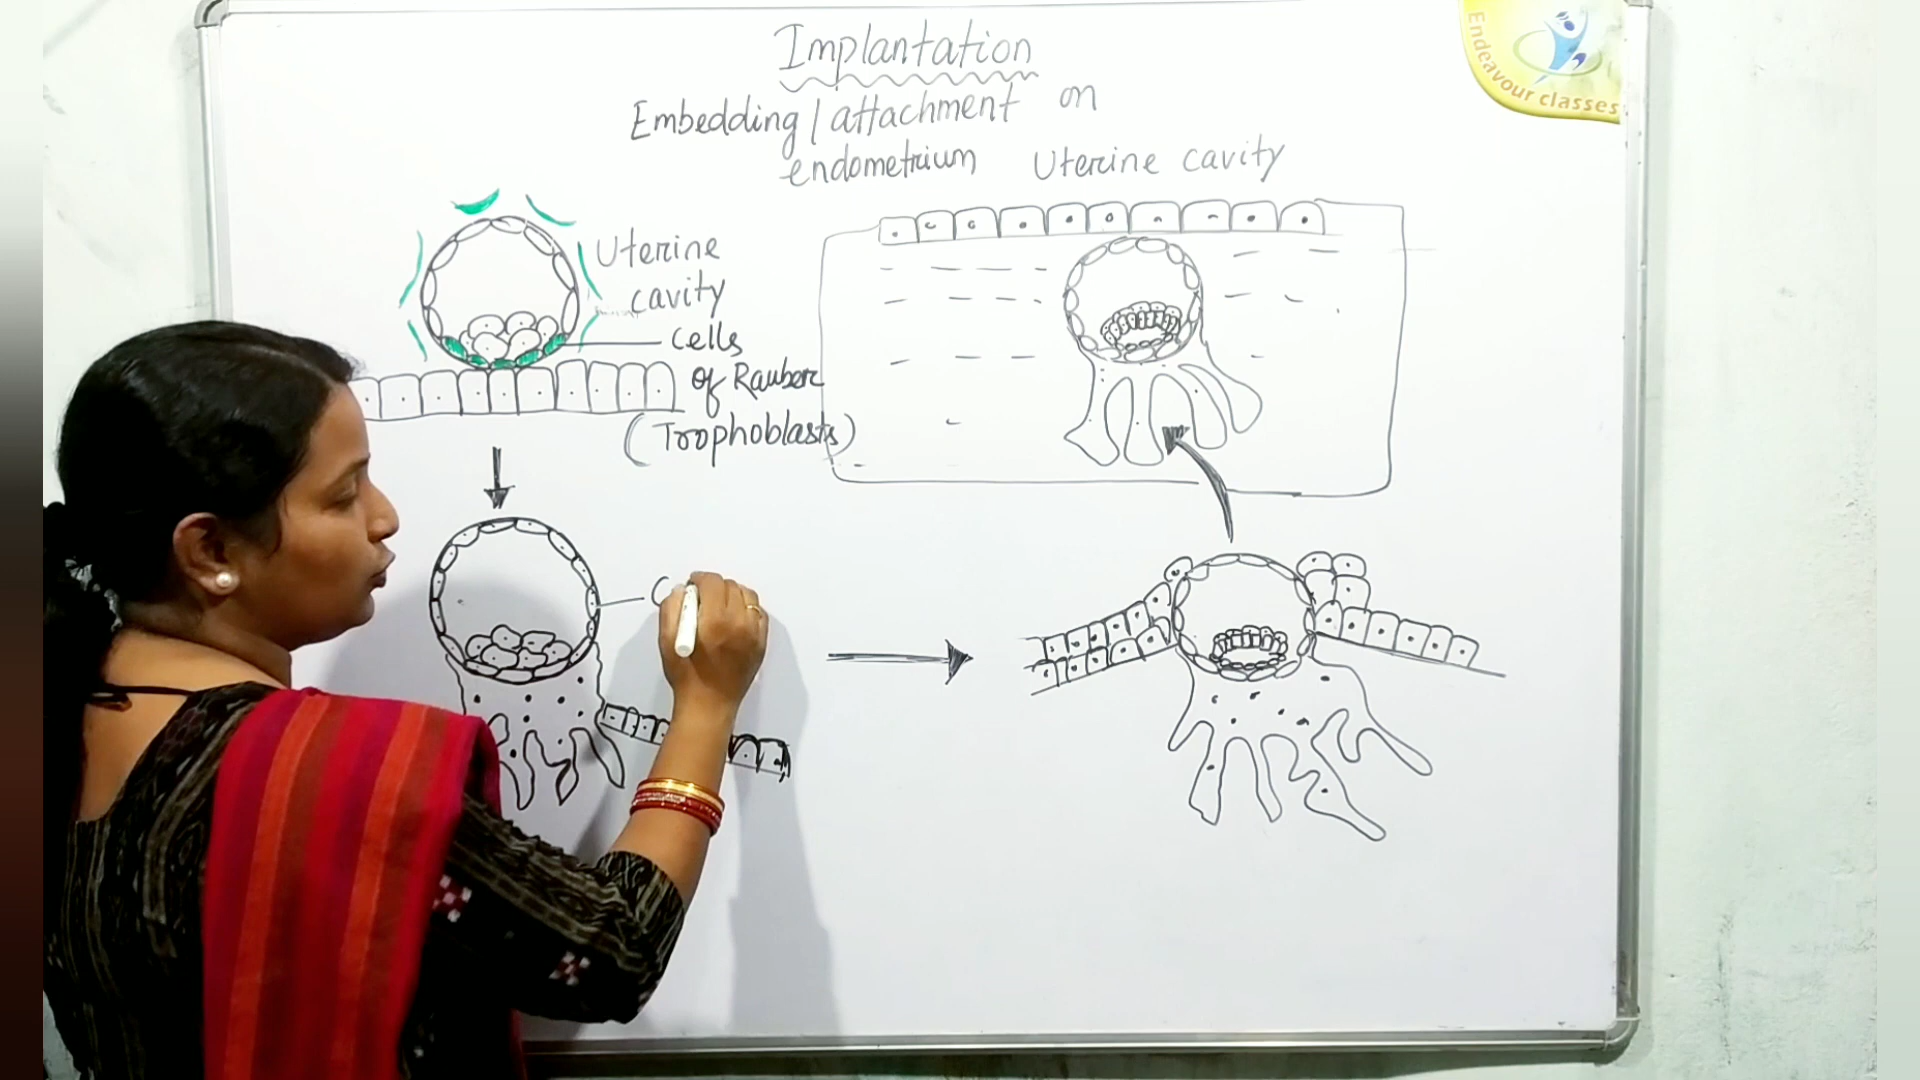 Implantation
Embedding / attachment on
endometrium Uterine cavity
Endeavour classes
Uterine
cavity
cells
of Rauber
(Trophoblasts)
C